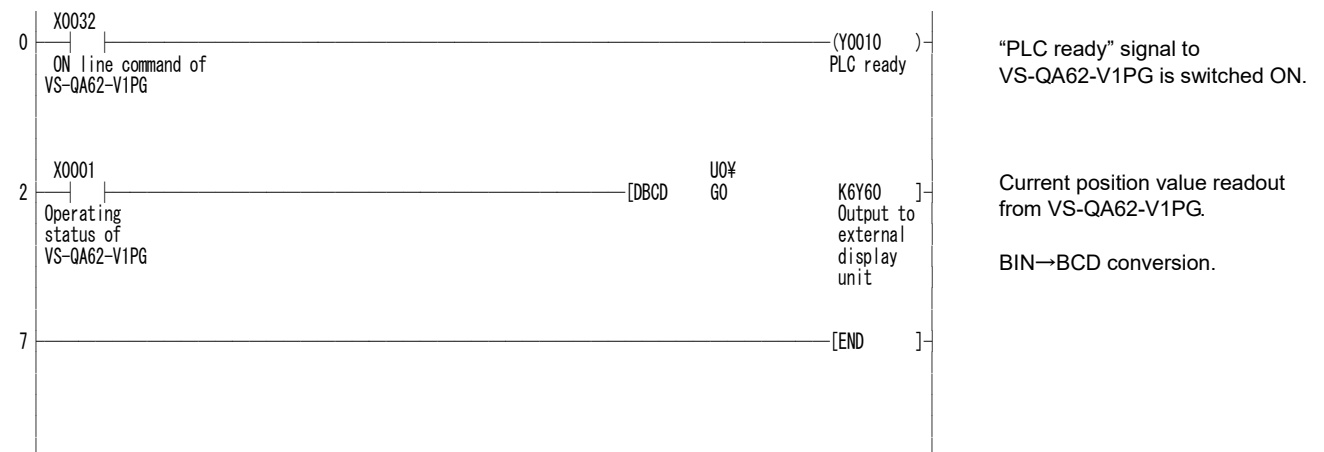 X0032
0 (Y0010 )
ON line command of PLC ready
VS-QA62-V1PG
“PLC ready” signal to
VS-QA62-V1PG is switched ON.
X0001 U0¥
2 [DBCD G0 K6Y60 ]
Operating Output to
status of external
VS-QA62-V1PG display
unit
Current position value readout
from VS-QA62-V1PG.
BIN→BCD conversion.
7 [END ]